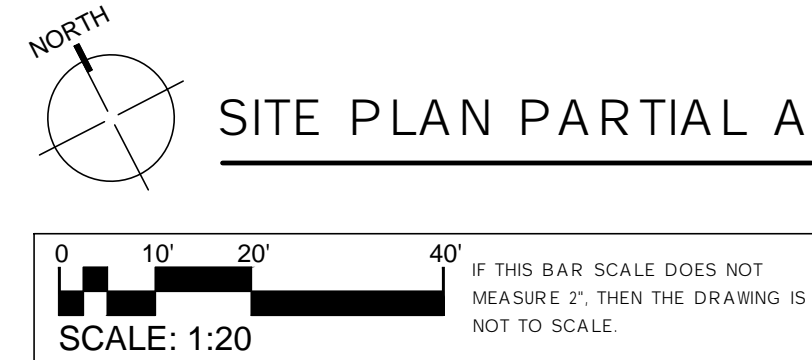 NORTH
SITE PLAN PARTIAL A
0 10' 20' 40'
IF THIS BAR SCALE DOES NOT
MEASURE 2", THEN THE DRAWING IS
NOT TO SCALE.
SCALE: 1:20